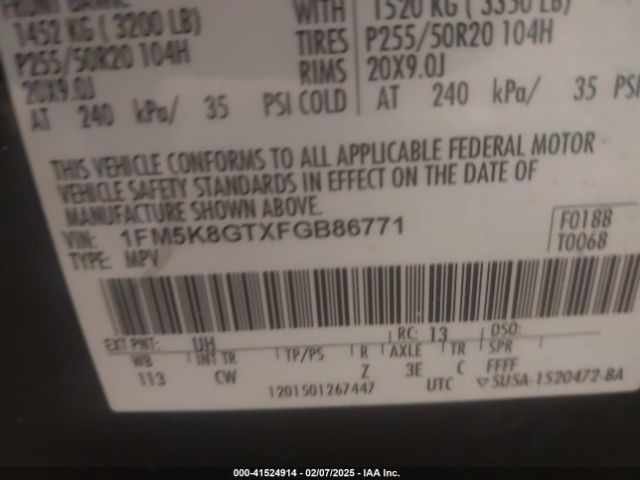 1452 KG ( 3200 LB)
P255/50R20 104H
20X9.0J
AT 240 kPa/ 35 PSI COLD
WITH 1520 KG ( 3350 LB)
TIRES P255/50R20 104H
RIMS 20X9.0J
AT 240 kPa/ 35 PSI
THIS VEHICLE CONFORMS TO ALL APPLICABLE FEDERAL MOTOR
VEHICLE SAFETY STANDARDS IN EFFECT ON THE DATE OF
MANUFACTURE SHOWN ABOVE.
VIN: 1FM5K8GTXFGB86771
TYPE: MPV
F0188
T0068
EXT PNT: UH RC: 13 DSO:
WB INT TR TP/PS R AXLE TR SPR
113 CW Z 3E C FFFF
1201501267447 UTC ▽SUSA-1520472-BA
000-41524914 - 02/07/2025 - IAA Inc.